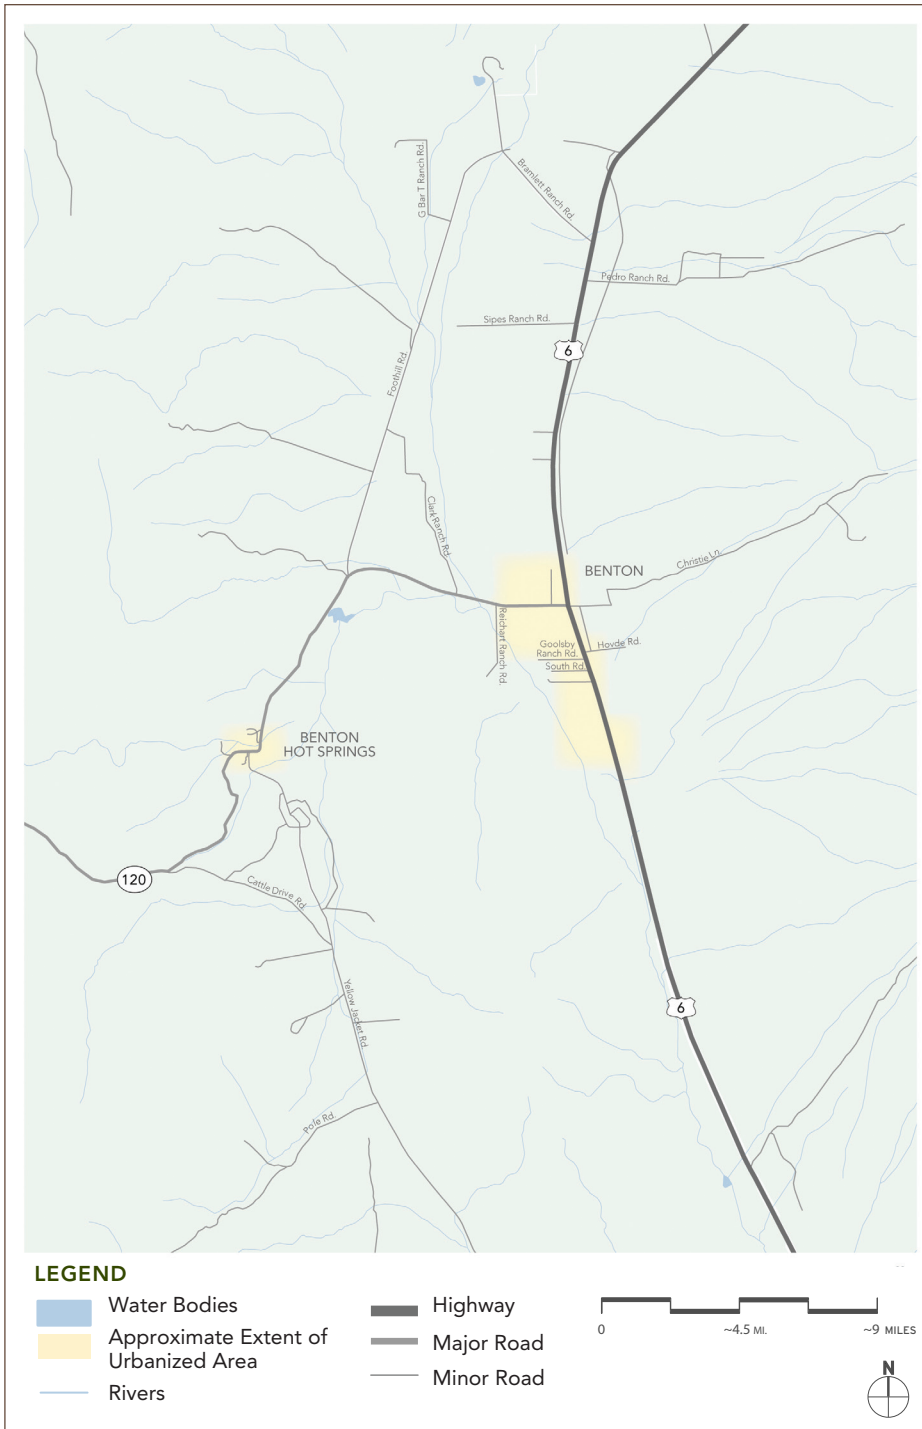 G Bar T Ranch Rd.
Bramlett Ranch Rd.
Pedro Ranch Rd.
Sipes Ranch Rd.
6
Foothill Rd.
Clark Ranch Rd.
Christie Ln.
BENTON
Reichart Ranch Rd.
Goolsby
Ranch Rd.
Hovde Rd.
South Rd.
BENTON
HOT SPRINGS
120
Cattle Drive Rd.
Yellow Jacket Rd.
6
Pole Rd.
LEGEND
Water Bodies
Approximate Extent of
Urbanized Area
Rivers
Highway
Major Road
Minor Road
0
~4.5 MI.
~9 MILES
N